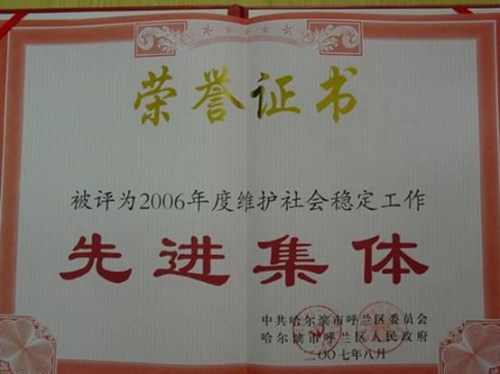 荣誉证书
被评为2006年度维护社会稳定工作
先进集体
中共哈尔滨市呼兰区委员会
哈尔滨市呼兰区人民政府
二〇〇七年八月